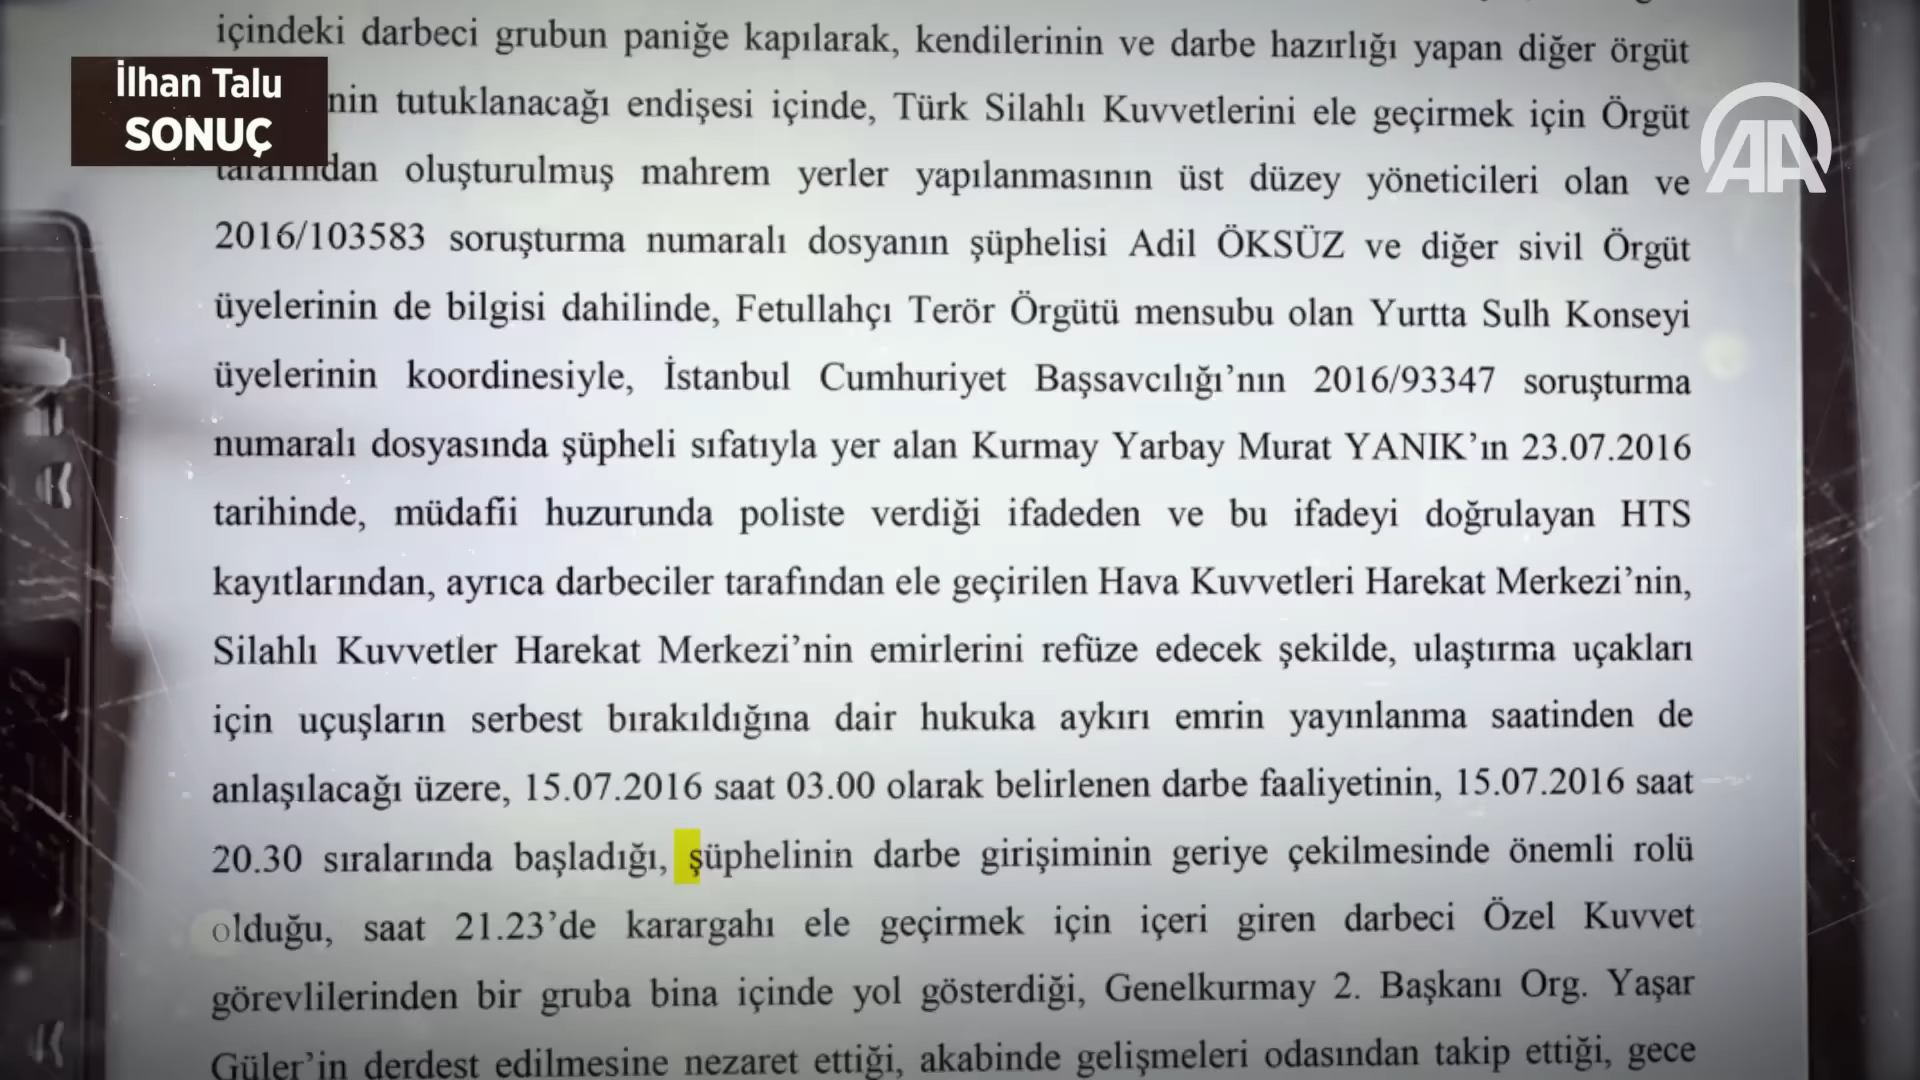 içindeki darbeci grubun paniğe kapılarak, kendilerinin ve darbe hazırlığı yapan diğer örgüt
İlhan Talu
SONUÇ
nin tutuklanacağı endişesi içinde, Türk Silahlı Kuvvetlerini ele geçirmek için Örgüt
AA
tarafından oluşturulmuş mahrem yerler yapılanmasının üst düzey yöneticileri olan ve
2016/103583 soruşturma numaralı dosyanın şüphelisi Adil ÖKSÜZ ve diğer sivil Örgüt
üyelerinin de bilgisi dahilinde, Fetullahçı Terör Örgütü mensubu olan Yurtta Sulh Konseyi
üyelerinin koordinesiyle, İstanbul Cumhuriyet Başsavcılığı'nın 2016/93347 soruşturma
numaralı dosyasında şüpheli sıfatıyla yer alan Kurmay Yarbay Murat YANIK'ın 23.07.2016
tarihinde, müdafii huzurunda poliste verdiği ifadeden ve bu ifadeyi doğrulayan HTS
kayıtlarından, ayrıca darbeciler tarafından ele geçirilen Hava Kuvvetleri Harekat Merkezi'nin,
Silahlı Kuvvetler Harekat Merkezi'nin emirlerini refüze edecek şekilde, ulaştırma uçakları
için uçuşların serbest bırakıldığına dair hukuka aykırı emrin yayınlanma saatinden de
anlaşılacağı üzere, 15.07.2016 saat 03.00 olarak belirlenen darbe faaliyetinin, 15.07.2016 saat
20.30 sıralarında başladığı, şüphelinin darbe girişiminin geriye çekilmesinde önemli rolü
olduğu, saat 21.23'de karargahı ele geçirmek için içeri giren darbeci Özel Kuvvet
görevlilerinden bir gruba bina içinde yol gösterdiği, Genelkurmay 2. Başkanı Org. Yaşar
Güler'in derdest edilmesine nezaret ettiği, akabinde gelişmeleri odasından takip ettiği, gece